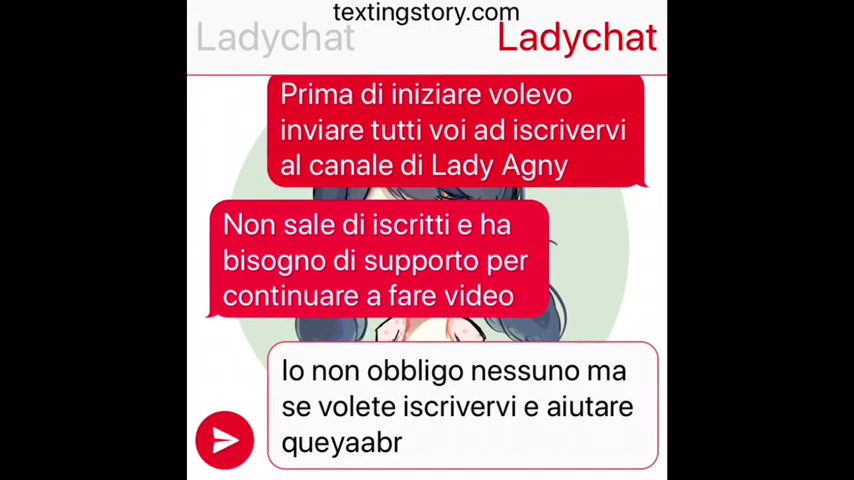 textingstory.com
Ladychat
Ladychat
Prima di iniziare volevo
inviare tutti voi ad iscrivervi
al canale di Lady Agny
Non sale di iscritti e ha
bisogno di supporto per
continuare a fare video
Io non obbligo nessuno ma
se volete iscrivervi e aiutare
queyaabr